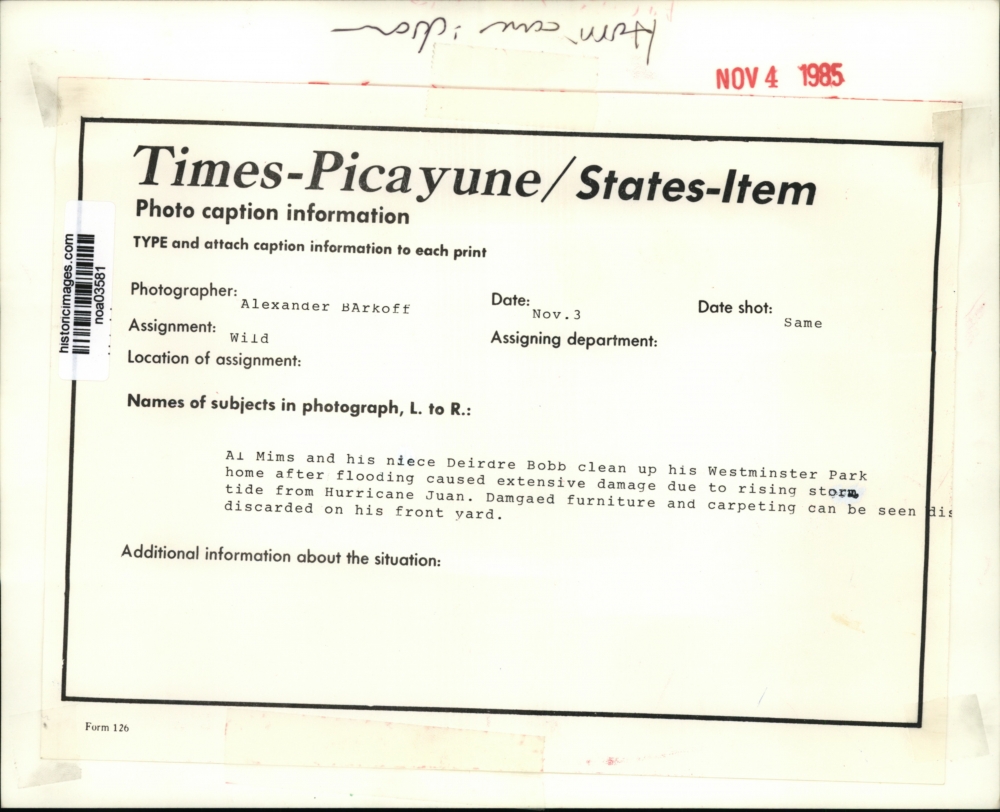 NOV 4 1985
Times-Picayune/States-Item
Photo caption information
TYPE and attach caption information to each print
historicimages.com
noa03581
Photographer: Alexander BArkoff Date: Nov.3 Date shot: Same
Assignment: Wild Assigning department:
Location of assignment:
Names of subjects in photograph, L. to R.:
Al Mims and his niece Deirdre Bobb clean up his Westminster Park
home after flooding caused extensive damage due to rising storm
tide from Hurricane Juan. Damgaed furniture and carpeting can be seen dis
discarded on his front yard.
Additional information about the situation:
Form 126